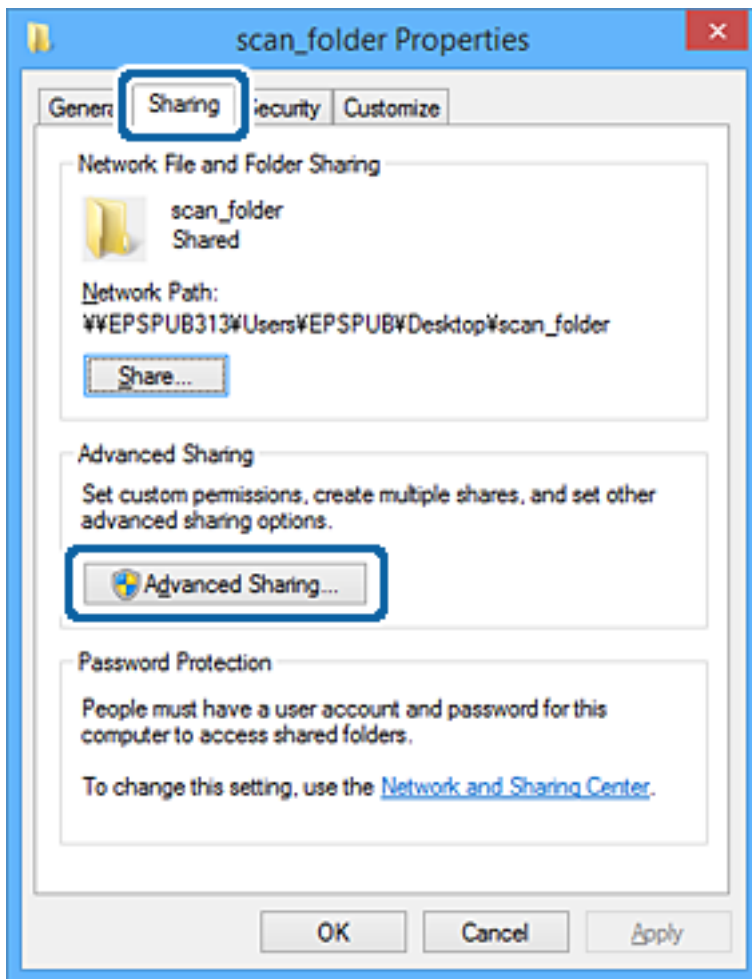 scan_folder Properties
General Sharing Security Customize
Network File and Folder Sharing
scan_folder
Shared
Network Path:
¥¥EPSPUB313¥Users¥EPSPUB¥Desktop¥scan_folder
Share...
Advanced Sharing
Set custom permissions, create multiple shares, and set other
advanced sharing options.
Advanced Sharing...
Password Protection
People must have a user account and password for this
computer to access shared folders.
To change this setting, use the Network and Sharing Center.
OK Cancel Apply